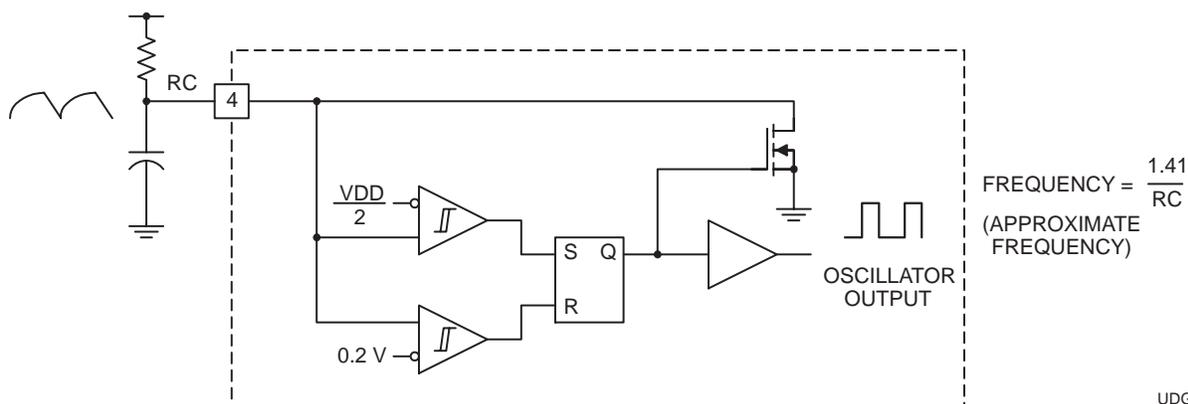 RC
4
VDD
2
S Q
R
0.2 V
OSCILLATOR
OUTPUT
FREQUENCY = 1.41
RC
(APPROXIMATE
FREQUENCY)
UDG